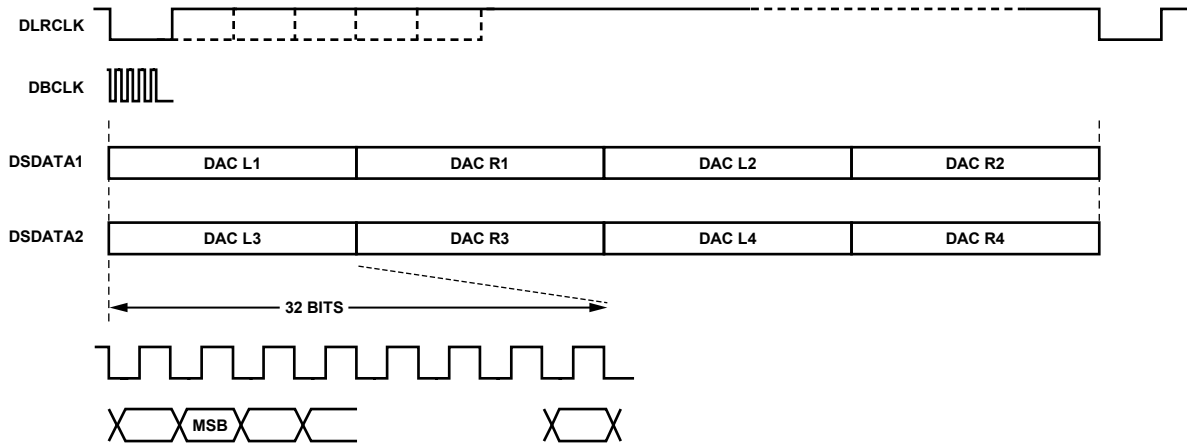 DLRCLK
DBCLK
DSDATA1 DAC L1 DAC R1 DAC L2 DAC R2
DSDATA2 DAC L3 DAC R3 DAC L4 DAC R4
32 BITS
MSB